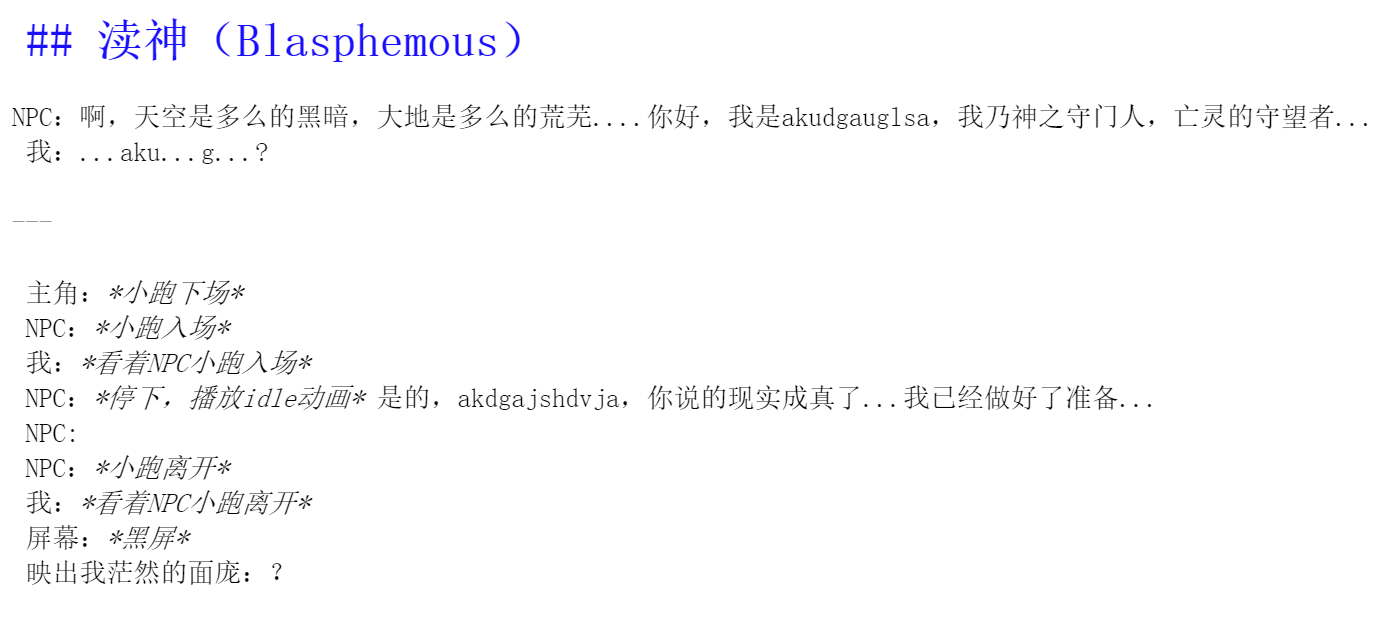 ## 渎神（Blasphemous）
NPC：啊，天空是多么的黑暗，大地是多么的荒芜....你好，我是akudgauglsa，我乃神之守门人，亡灵的守望者...
我：...aku...g...?
---
主角：*小跑下场*
NPC：*小跑入场*
我：*看着NPC小跑入场*
NPC：*停下，播放idle动画* 是的，akdgajshdvja，你说的现实成真了...我已经做好了准备...
NPC:
NPC：*小跑离开*
我：*看着NPC小跑离开*
屏幕：*黑屏*
映出我茫然的面庞：？